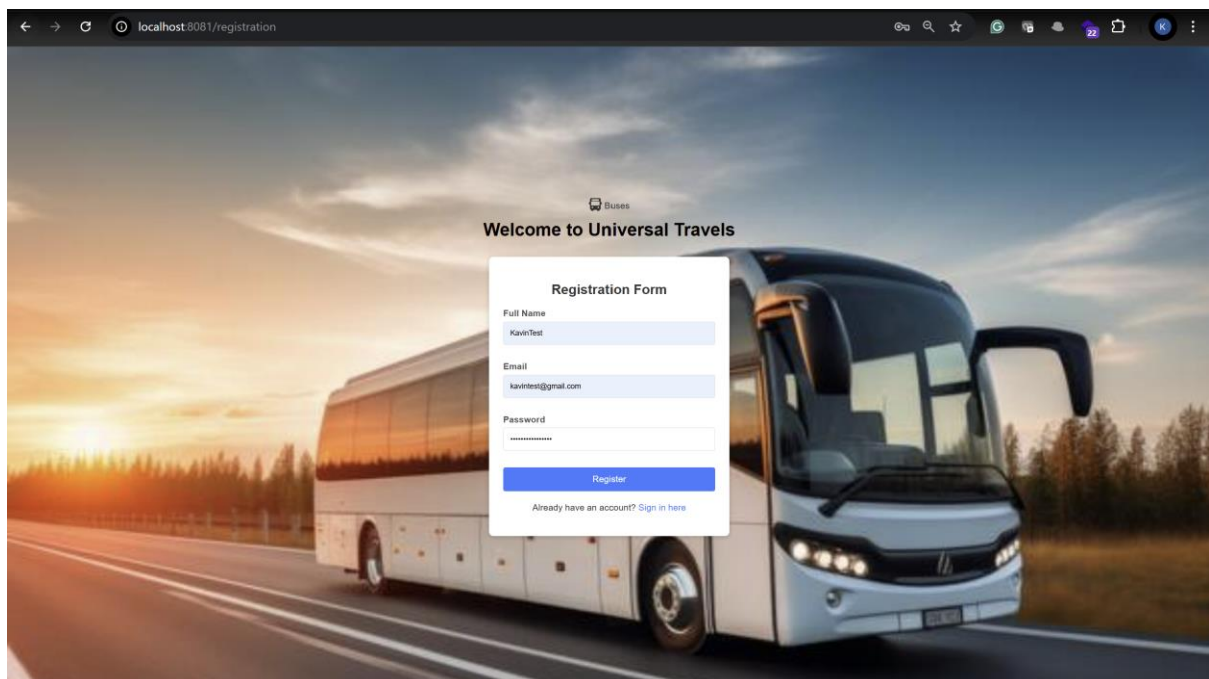 localhost:8081/registration
22
K
Buses
Welcome to Universal Travels
Registration Form
Full Name
KavinTest
Email
kavintest@gmail.com
Password
Register
Already have an account? Sign in here